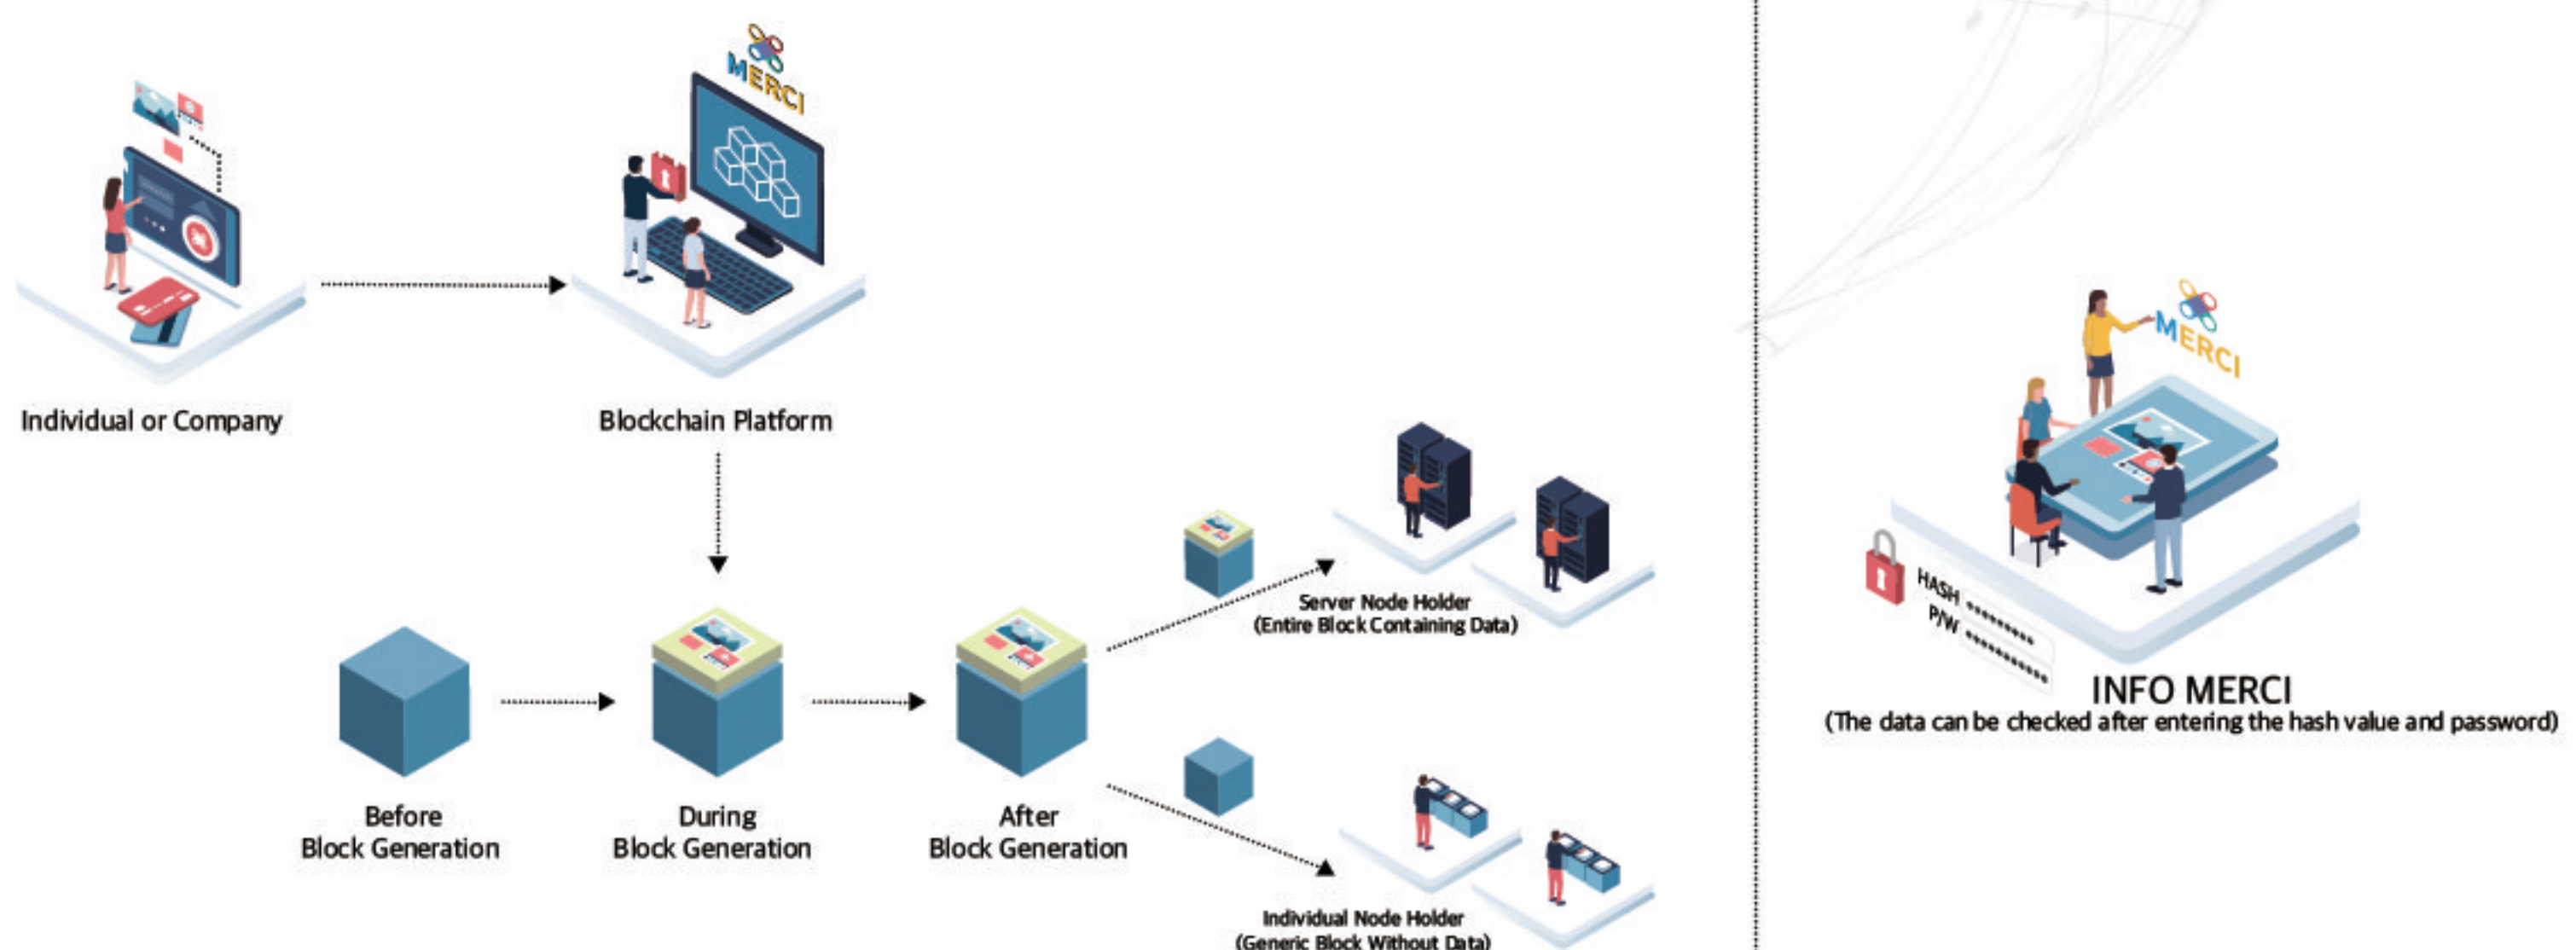 MERCI
Individual or Company
Blockchain Platform
Before
Block Generation
During
Block Generation
After
Block Generation
Server Node Holder
(Entire Block Containing Data)
Individual Node Holder
(Generic Block Without Data)
MERCI
HASH
P/W
INFO MERCI
(The data can be checked after entering the hash value and password)